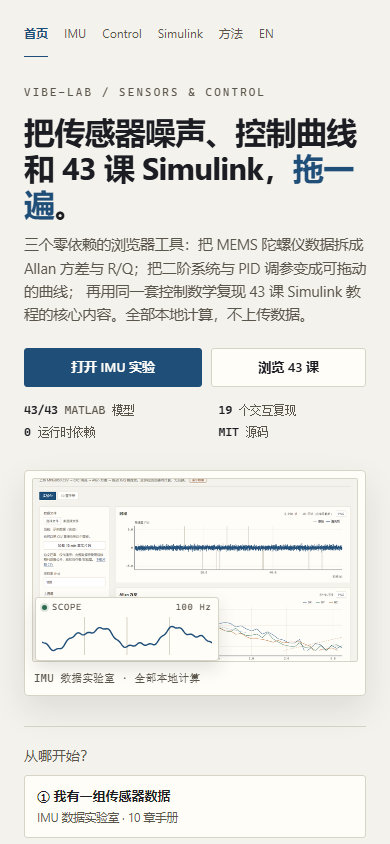 首页 IMU Control Simulink 方法 EN
VIBE-LAB / SENSORS & CONTROL
把传感器噪声、控制曲线
和 43 课 Simulink，拖一
遍。
三个零依赖的浏览器工具：把 MEMS 陀螺仪数据拆成
Allan 方差与 R/Q；把二阶系统与 PID 调参变成可拖动
的曲线； 再用同一套控制数学复现 43 课 Simulink 教
程的核心内容。全部本地计算，不上传数据。
打开 IMU 实验 浏览 43 课
43/43 MATLAB 模型 19 个交互复现
0 运行时依赖 MIT 源码
SCOPE 100 Hz
IMU 数据实验室 · 全部本地计算
从哪开始？
① 我有一组传感器数据
IMU 数据实验室 · 10 章手册